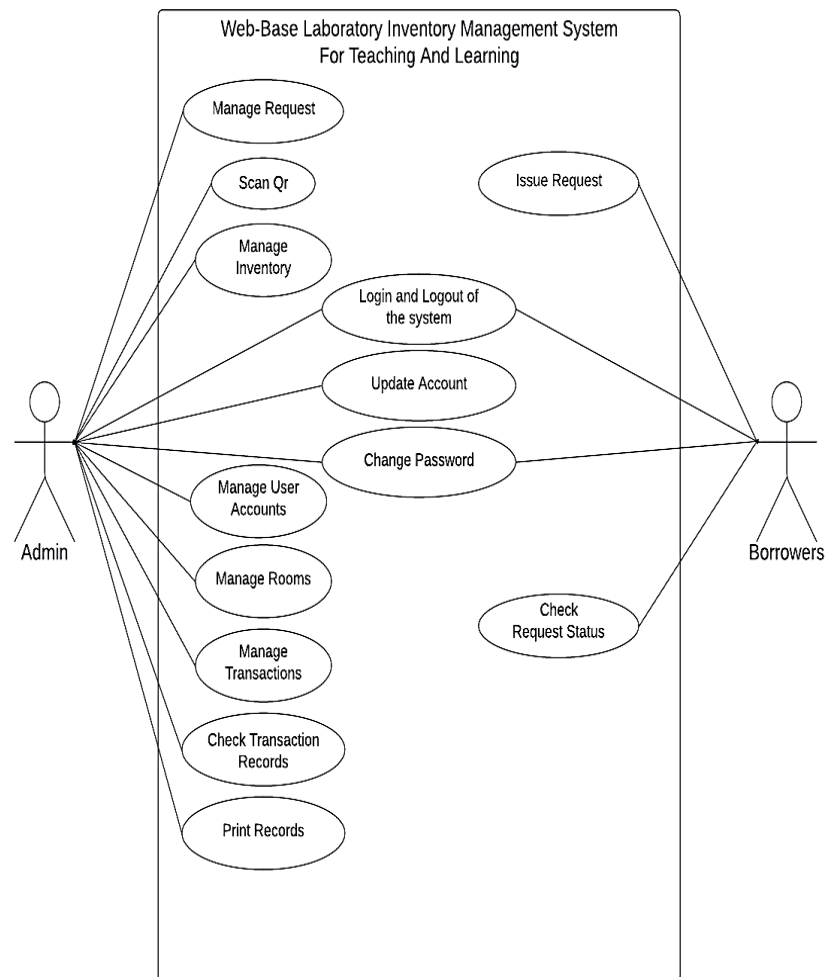 Web-Base Laboratory Inventory Management System
For Teaching And Learning
Manage Request
Scan Qr
Issue Request
Manage
Inventory
Login and Logout of
the system
Update Account
Change Password
Manage User
Accounts
Admin
Borrowers
Manage Rooms
Check
Request Status
Manage
Transactions
Check Transaction
Records
Print Records